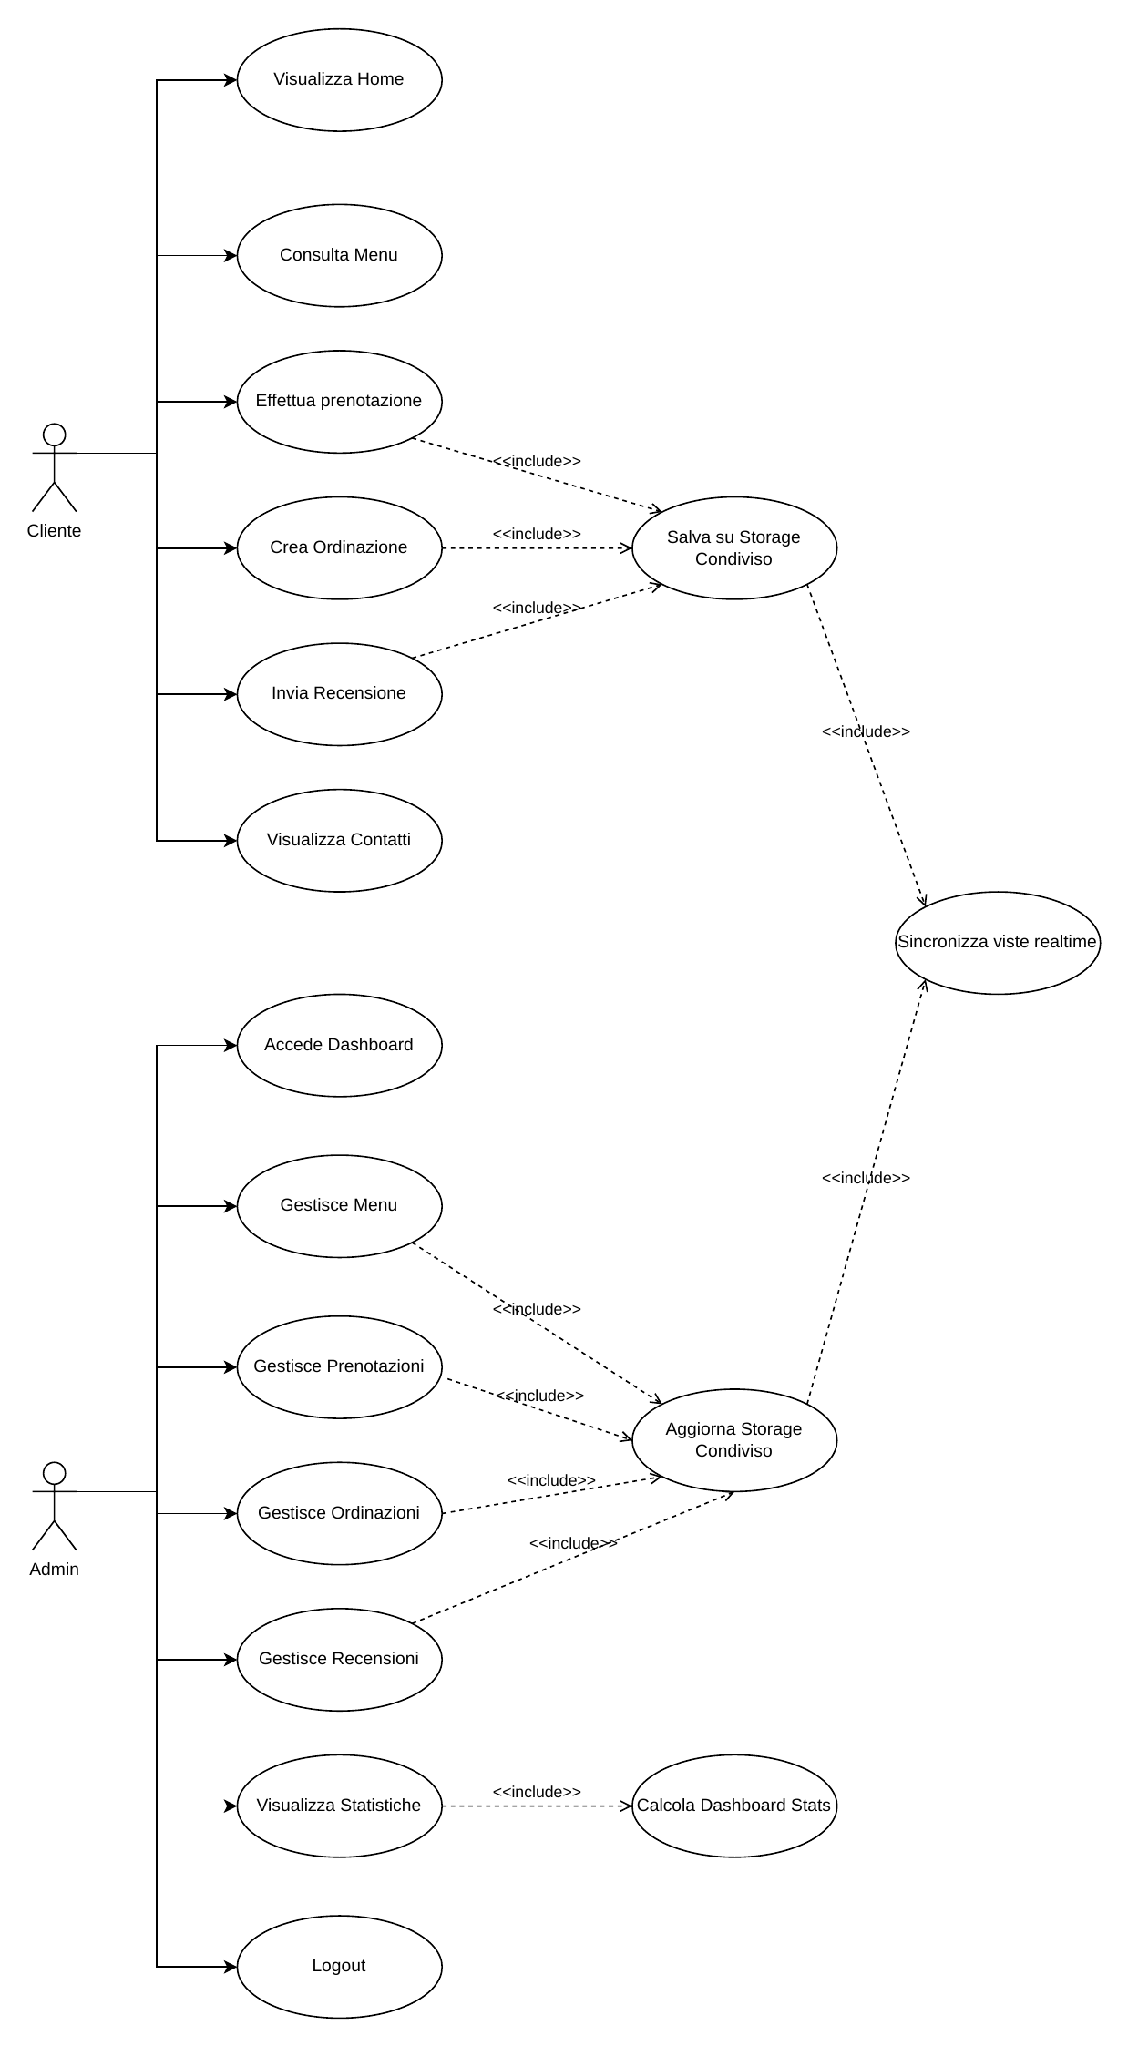 Visualizza Home
Consulta Menu
Effettua prenotazione
<<include>>
Cliente
Crea Ordinazione
<<include>>
Salva su Storage
Condiviso
<<include>>
Invia Recensione
<<include>>
Visualizza Contatti
Sincronizza viste realtime
Accede Dashboard
<<include>>
Gestisce Menu
<<include>>
Gestisce Prenotazioni
<<include>>
Aggiorna Storage
Condiviso
<<include>>
Gestisce Ordinazioni
<<include>>
Admin
Gestisce Recensioni
Visualizza Statistiche
<<include>>
Calcola Dashboard Stats
Logout